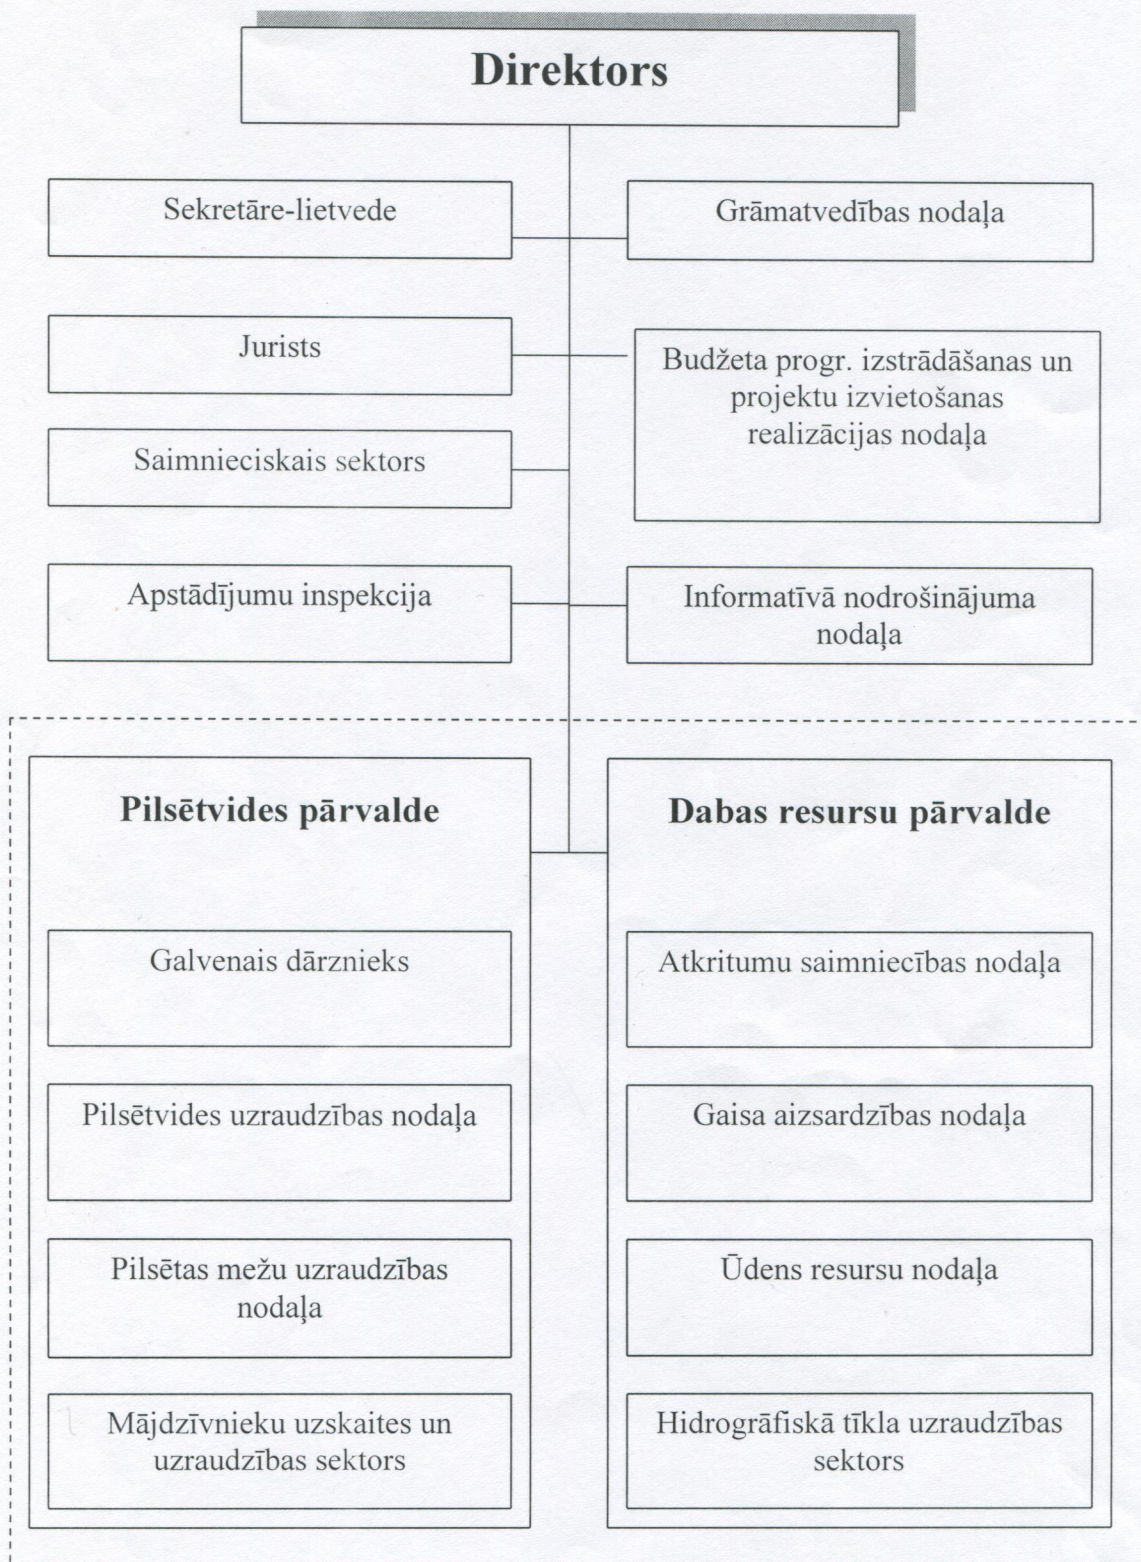 Direktors
Sekretāre-lietvede
Grāmatvedības nodaļa
Jurists
Budžeta progr. izstrādāšanas un
projektu izvietošanas
realizācijas nodaļa
Saimnieciskais sektors
Apstādījumu inspekcija
Informatīvā nodrošinājuma
nodaļa
Pilsētvides pārvalde
Galvenais dārznieks
Pilsētvides uzraudzības nodaļa
Pilsētas mežu uzraudzības
nodaļa
Mājdzīvnieku uzskaites un
uzraudzības sektors
Dabas resursu pārvalde
Atkritumu saimniecības nodaļa
Gaisa aizsardzības nodaļa
Ūdens resursu nodaļa
Hidrogrāfiskā tīkla uzraudzības
sektors